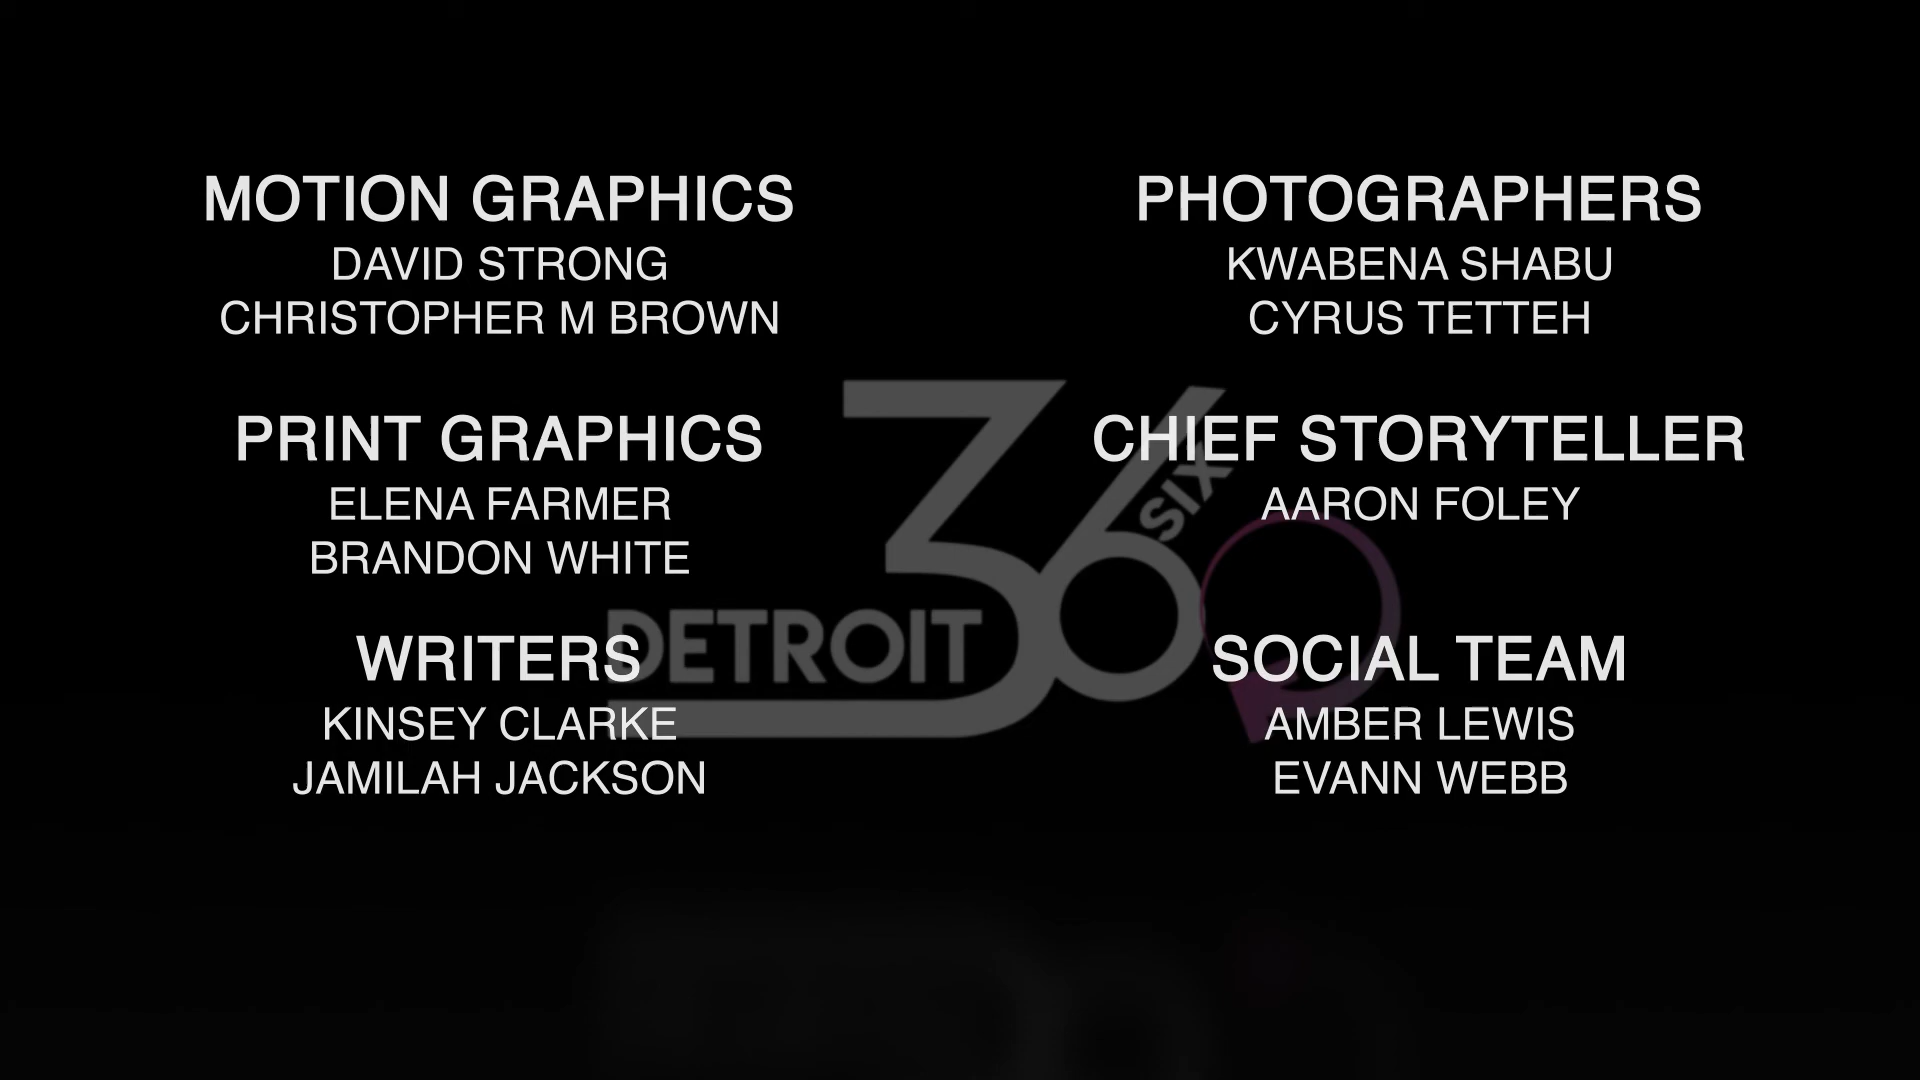 MOTION GRAPHICS
DAVID STRONG
CHRISTOPHER M BROWN
PRINT GRAPHICS
ELENA FARMER
BRANDON WHITE
WRITERS
KINSEY CLARKE
JAMILAH JACKSON
PHOTOGRAPHERS
KWABENA SHABU
CYRUS TETTEH
CHIEF STORYTELLER
AARON FOLEY
SOCIAL TEAM
AMBER LEWIS
EVANN WEBB
36
SIX
DETROIT